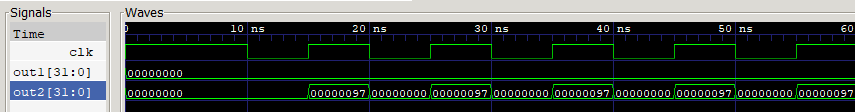 Signals
Waves
Time
0 10 ns 20 ns 30 ns 40 ns 50 ns 60
clk
out1[31:0] 00000000
out2[31:0] 00000000 00000097 00000000 00000097 00000000 00000097 00000000 00000097 00000000 00000097